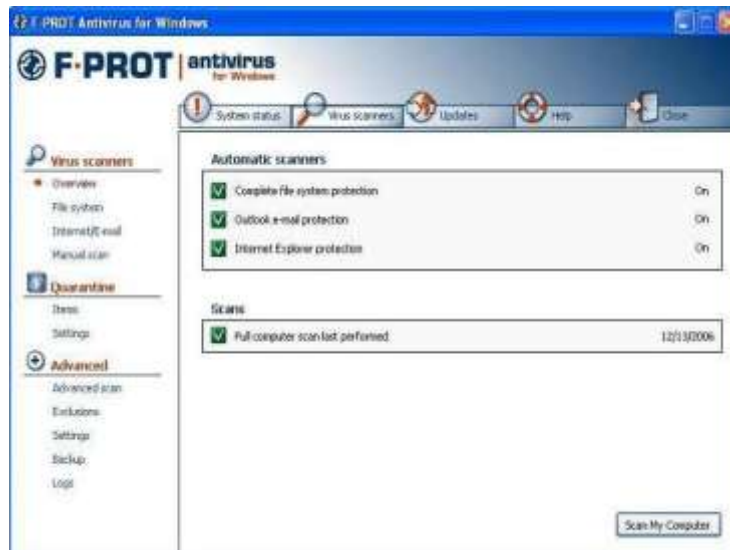 F-PROT Antivirus for Windows
F-PROT antivirus
for Windows
System status Virus scanners Updates Help Close
Virus scanners
Overview
File system
Internet/E-mail
Manual scan
Quarantine
Items
Settings
Advanced
Advanced scan
Exclusions
Settings
Backup
Logs
Automatic scanners
Complete file system protection On
Outlook e-mail protection On
Internet Explorer protection On
Scans
Full computer scan last performed 12/13/2006
Scan My Computer